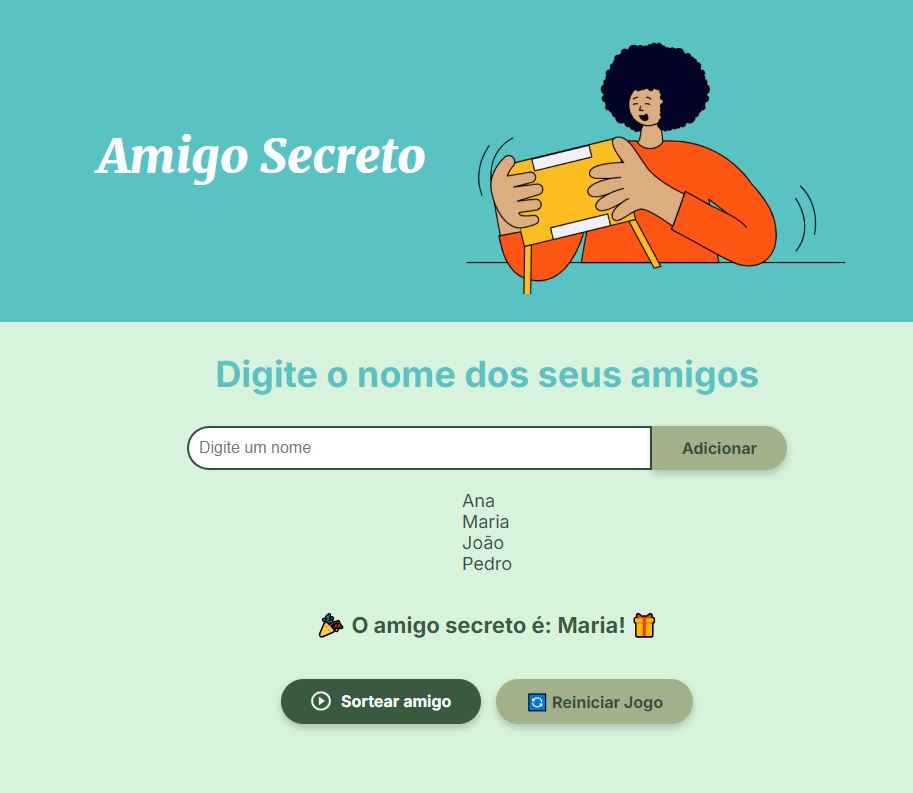 Amigo Secreto
Digite o nome dos seus amigos
Digite um nome
Adicionar
Ana
Maria
João
Pedro
🎉 O amigo secreto é: Maria! 🎁
Sortear amigo
🔄 Reiniciar Jogo